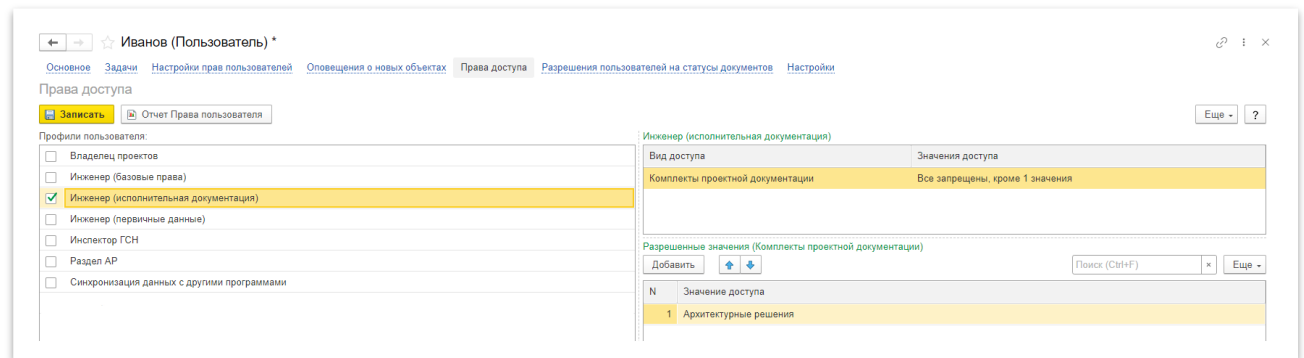 Иванов (Пользователь) *
Основное Задачи Настройки прав пользователей Оповещения о новых объектах Права доступа Разрешения пользователей на статусы документов Настройки
Права доступа
Записать Отчет Права пользователя Еще ?
Профили пользователя:
Владелец проектов
Инженер (базовые права)
Инженер (исполнительная документация)
Инженер (первичные данные)
Инспектор ГСН
Раздел АР
Синхронизация данных с другими программами
Инженер (исполнительная документация)
Вид доступа Значения доступа
Комплекты проектной документации Все запрещены, кроме 1 значения
Разрешенные значения (Комплекты проектной документации)
Добавить Поиск (Ctrl+F) × Еще
N Значение доступа
1 Архитектурные решения